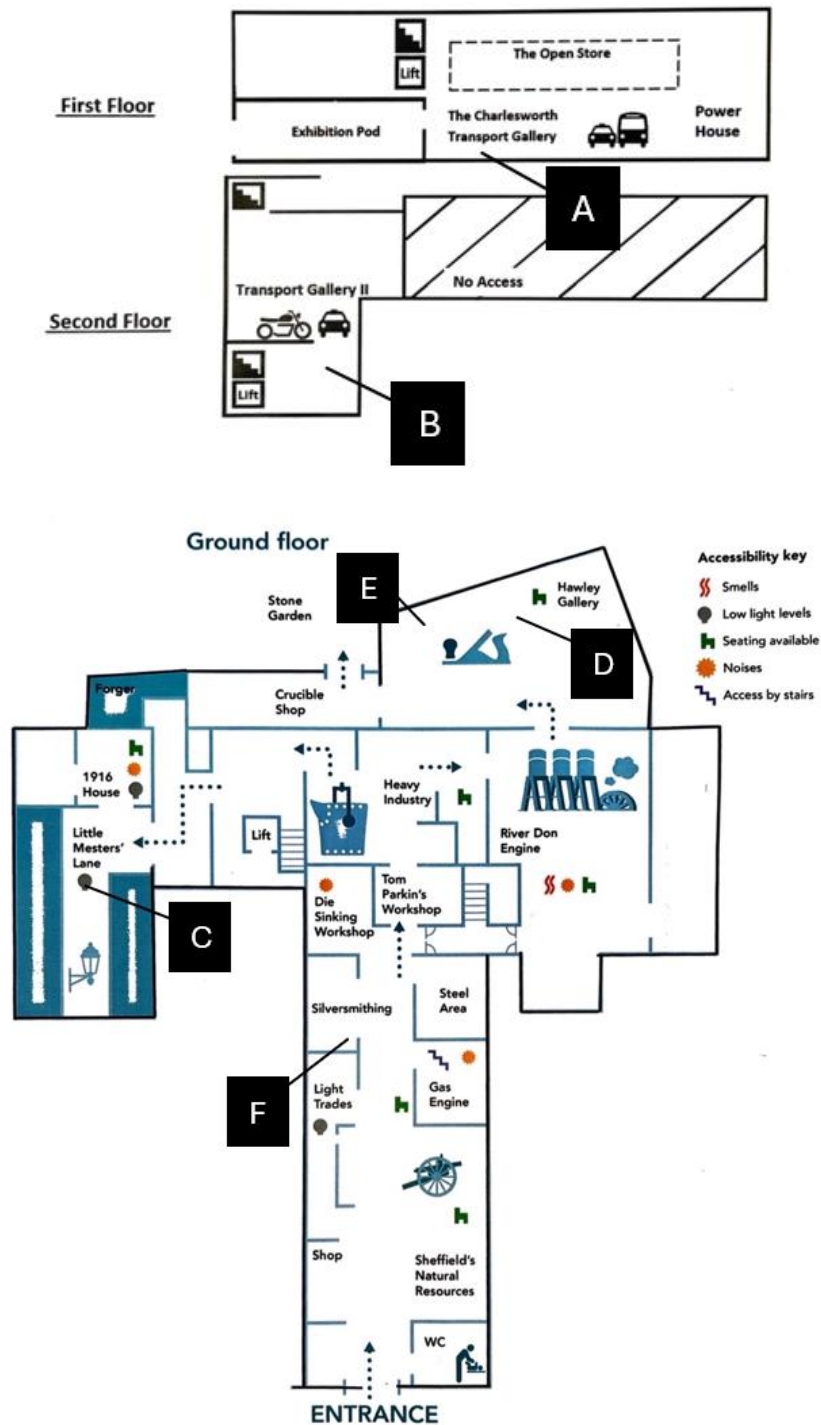 The Open Store
Lift
First Floor
The Charlesworth
Transport Gallery
Power
House
Exhibition Pod
A
Transport Gallery II
No Access
Second Floor
Lift
B
Ground floor
Accessibility key
Smells
Low light levels
Seating available
Noises
Access by stairs
E
Hawley
Gallery
Stone
Garden
D
Forger
Crucible
Shop
1916
House
Heavy
Industry
Little
Mesters'
Lane
Lift
River Don
Engine
Tom
Parkin's
Workshop
Die
Sinking
Workshop
C
Silversmithing
Steel
Area
F
Light
Trades
Gas
Engine
Shop
Sheffield's
Natural
Resources
WC
ENTRANCE